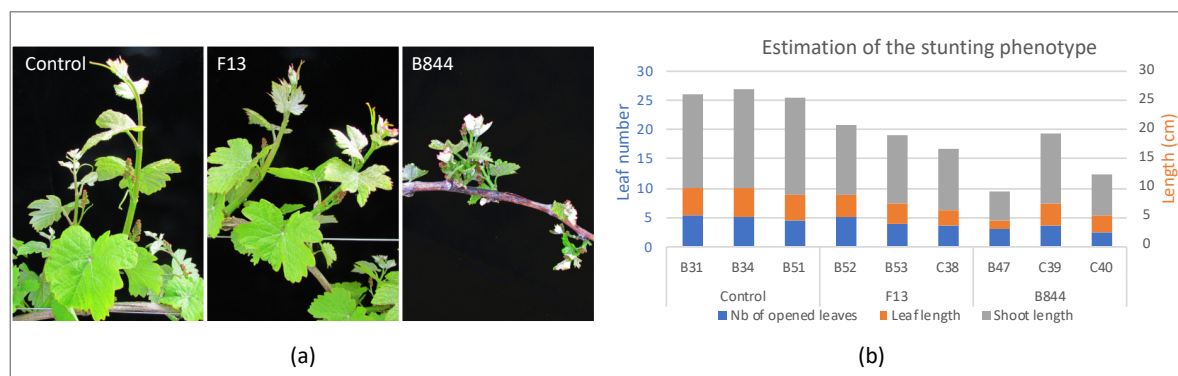 Control
F13
B844
(a)
Estimation of the stunting phenotype
Leaf number
30
25
20
15
10
5
0
30
25
20
15
10
5
0
Length (cm)
B31 B34 B51 B52 B53 C38 B47 C39 C40
Control F13 B844
Nb of opened leaves Leaf length Shoot length
(b)